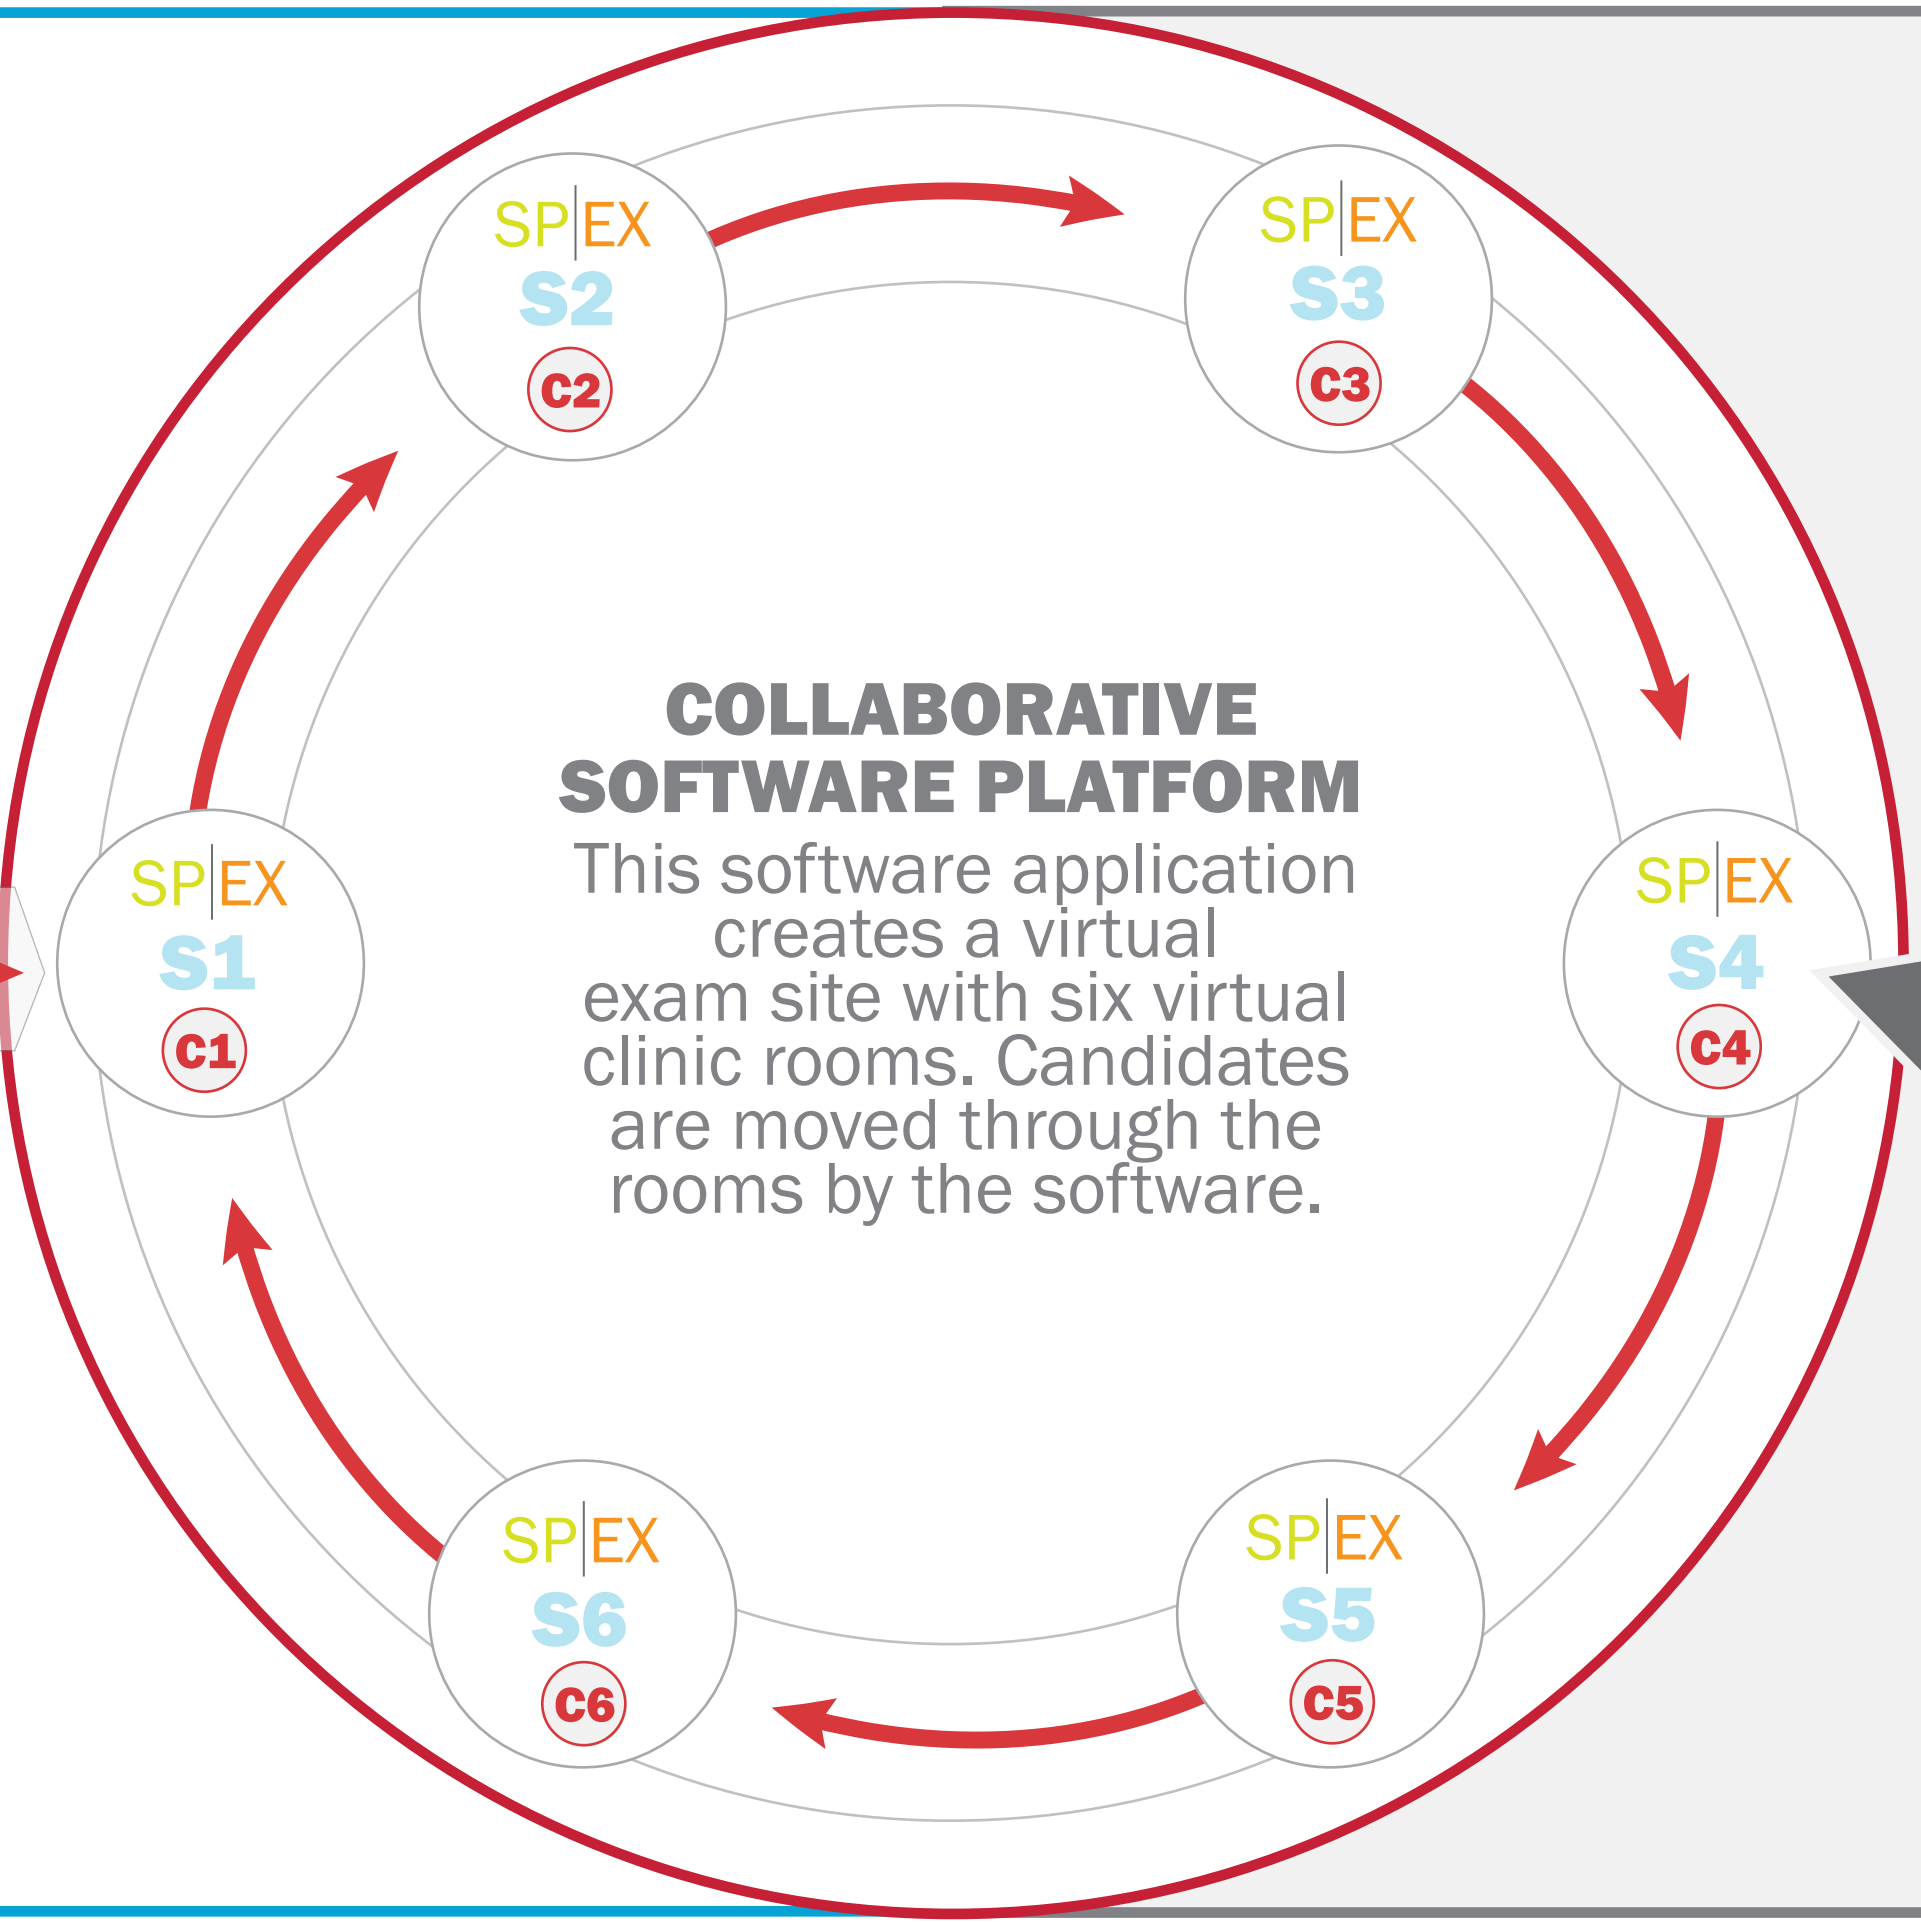 SP|EX
S2
C2
SP|EX
S3
C3
COLLABORATIVE
SOFTWARE PLATFORM
This software application
creates a virtual
exam site with six virtual
clinic rooms. Candidates
are moved through the
rooms by the software.
SP|EX
S1
C1
SP|EX
S4
C4
SP|EX
S6
C6
SP|EX
S5
C5